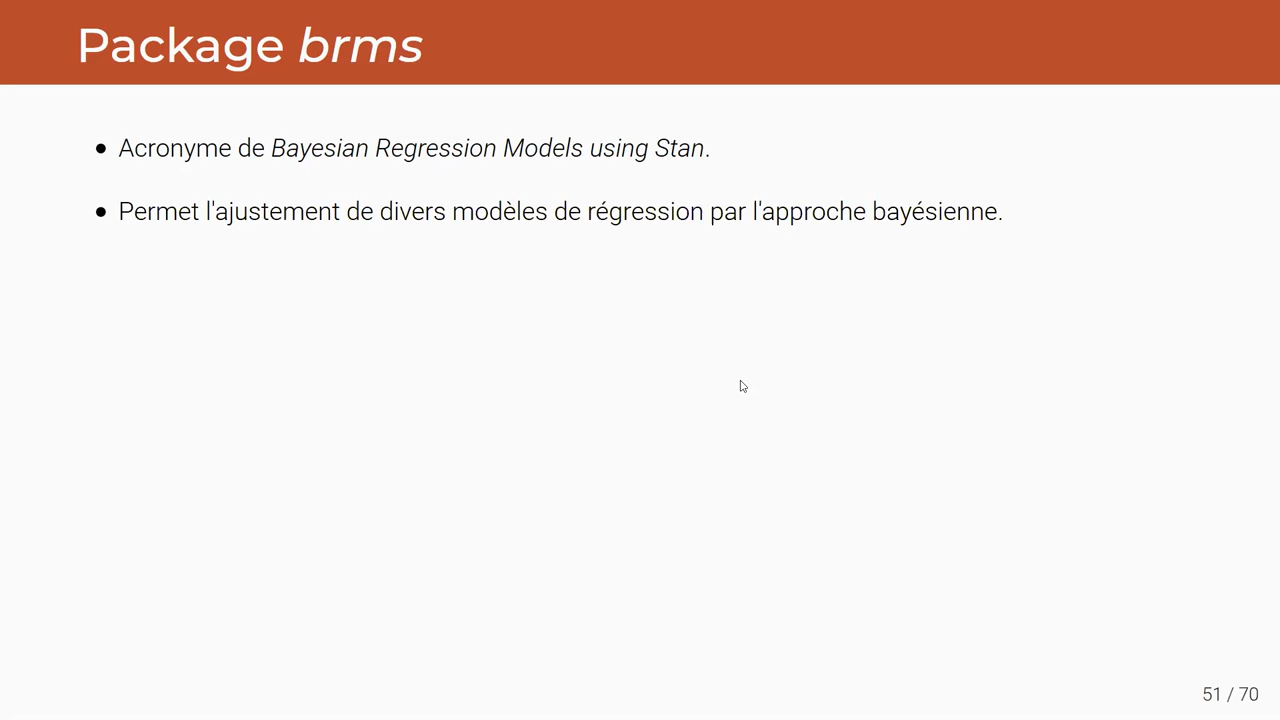 Package brms
• Acronyme de Bayesian Regression Models using Stan.
• Permet l'ajustement de divers modèles de régression par l'approche bayésienne.
51 / 70